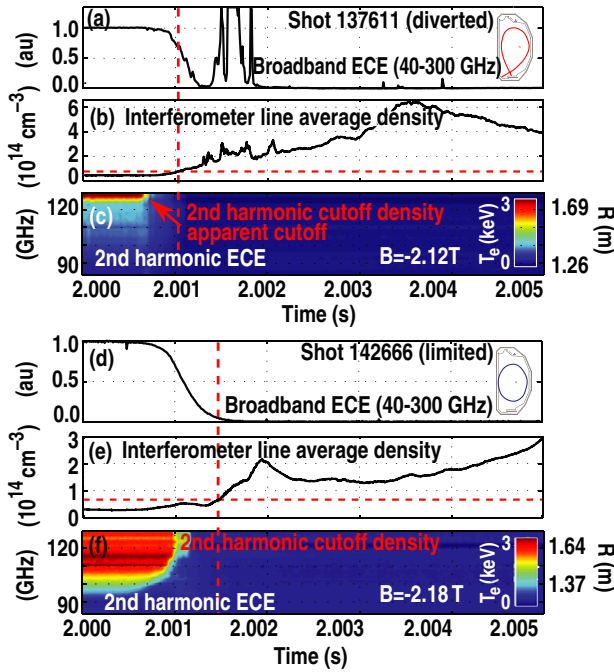 (a)
Shot 137611 (diverted)
1.0
0.5
0.0
(au)
Broadband ECE (40-300 GHz)
(b) Interferometer line average density
6
4
2
0
(10^14 cm^−3)
(c)
2nd harmonic cutoff density
apparent cutoff
2nd harmonic ECE
B=-2.12T
120
90
(GHz)
3
0
T_e (keV)
1.69
1.26
R (m)
2.000 2.001 2.002 2.003 2.004 2.005
Time (s)
(d)
Shot 142666 (limited)
1.0
0.5
0.0
(au)
Broadband ECE (40-300 GHz)
(e) Interferometer line average density
3
2
1
0
(10^14 cm^−3)
(f)
2nd harmonic cutoff density
2nd harmonic ECE
B=-2.18 T
120
90
(GHz)
3
0
T_e (keV)
1.64
1.37
R (m)
2.000 2.001 2.002 2.003 2.004 2.005
Time (s)